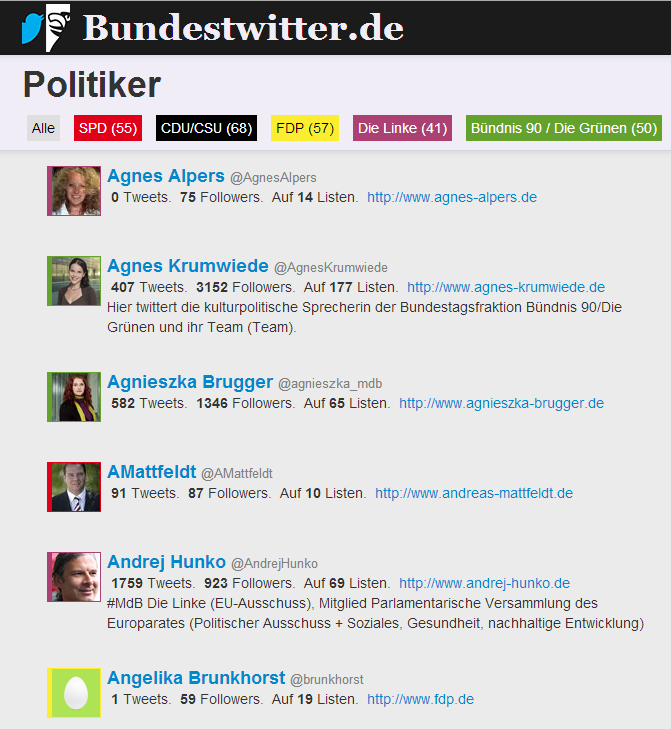 Bundestwitter.de
Politiker
Alle SPD (55) CDU/CSU (68) FDP (57) Die Linke (41) Bündnis 90 / Die Grünen (50)
Agnes Alpers @AgnesAlpers
0 Tweets. 75 Followers. Auf 14 Listen. http://www.agnes-alpers.de
Agnes Krumwiede @AgnesKrumwiede
407 Tweets. 3152 Followers. Auf 177 Listen. http://www.agnes-krumwiede.de
Hier twittert die kulturpolitische Sprecherin der Bundestagsfraktion Bündnis 90/Die
Grünen und ihr Team (Team).
Agnieszka Brugger @agnieszka_mdb
582 Tweets. 1346 Followers. Auf 65 Listen. http://www.agnieszka-brugger.de
AMattfeldt @AMattfeldt
91 Tweets. 87 Followers. Auf 10 Listen. http://www.andreas-mattfeldt.de
Andrej Hunko @AndrejHunko
1759 Tweets. 923 Followers. Auf 69 Listen. http://www.andrej-hunko.de
#MdB Die Linke (EU-Ausschuss), Mitglied Parlamentarische Versammlung des
Europarates (Politischer Ausschuss + Soziales, Gesundheit, nachhaltige Entwicklung)
Angelika Brunkhorst @brunkhorst
1 Tweets. 59 Followers. Auf 19 Listen. http://www.fdp.de